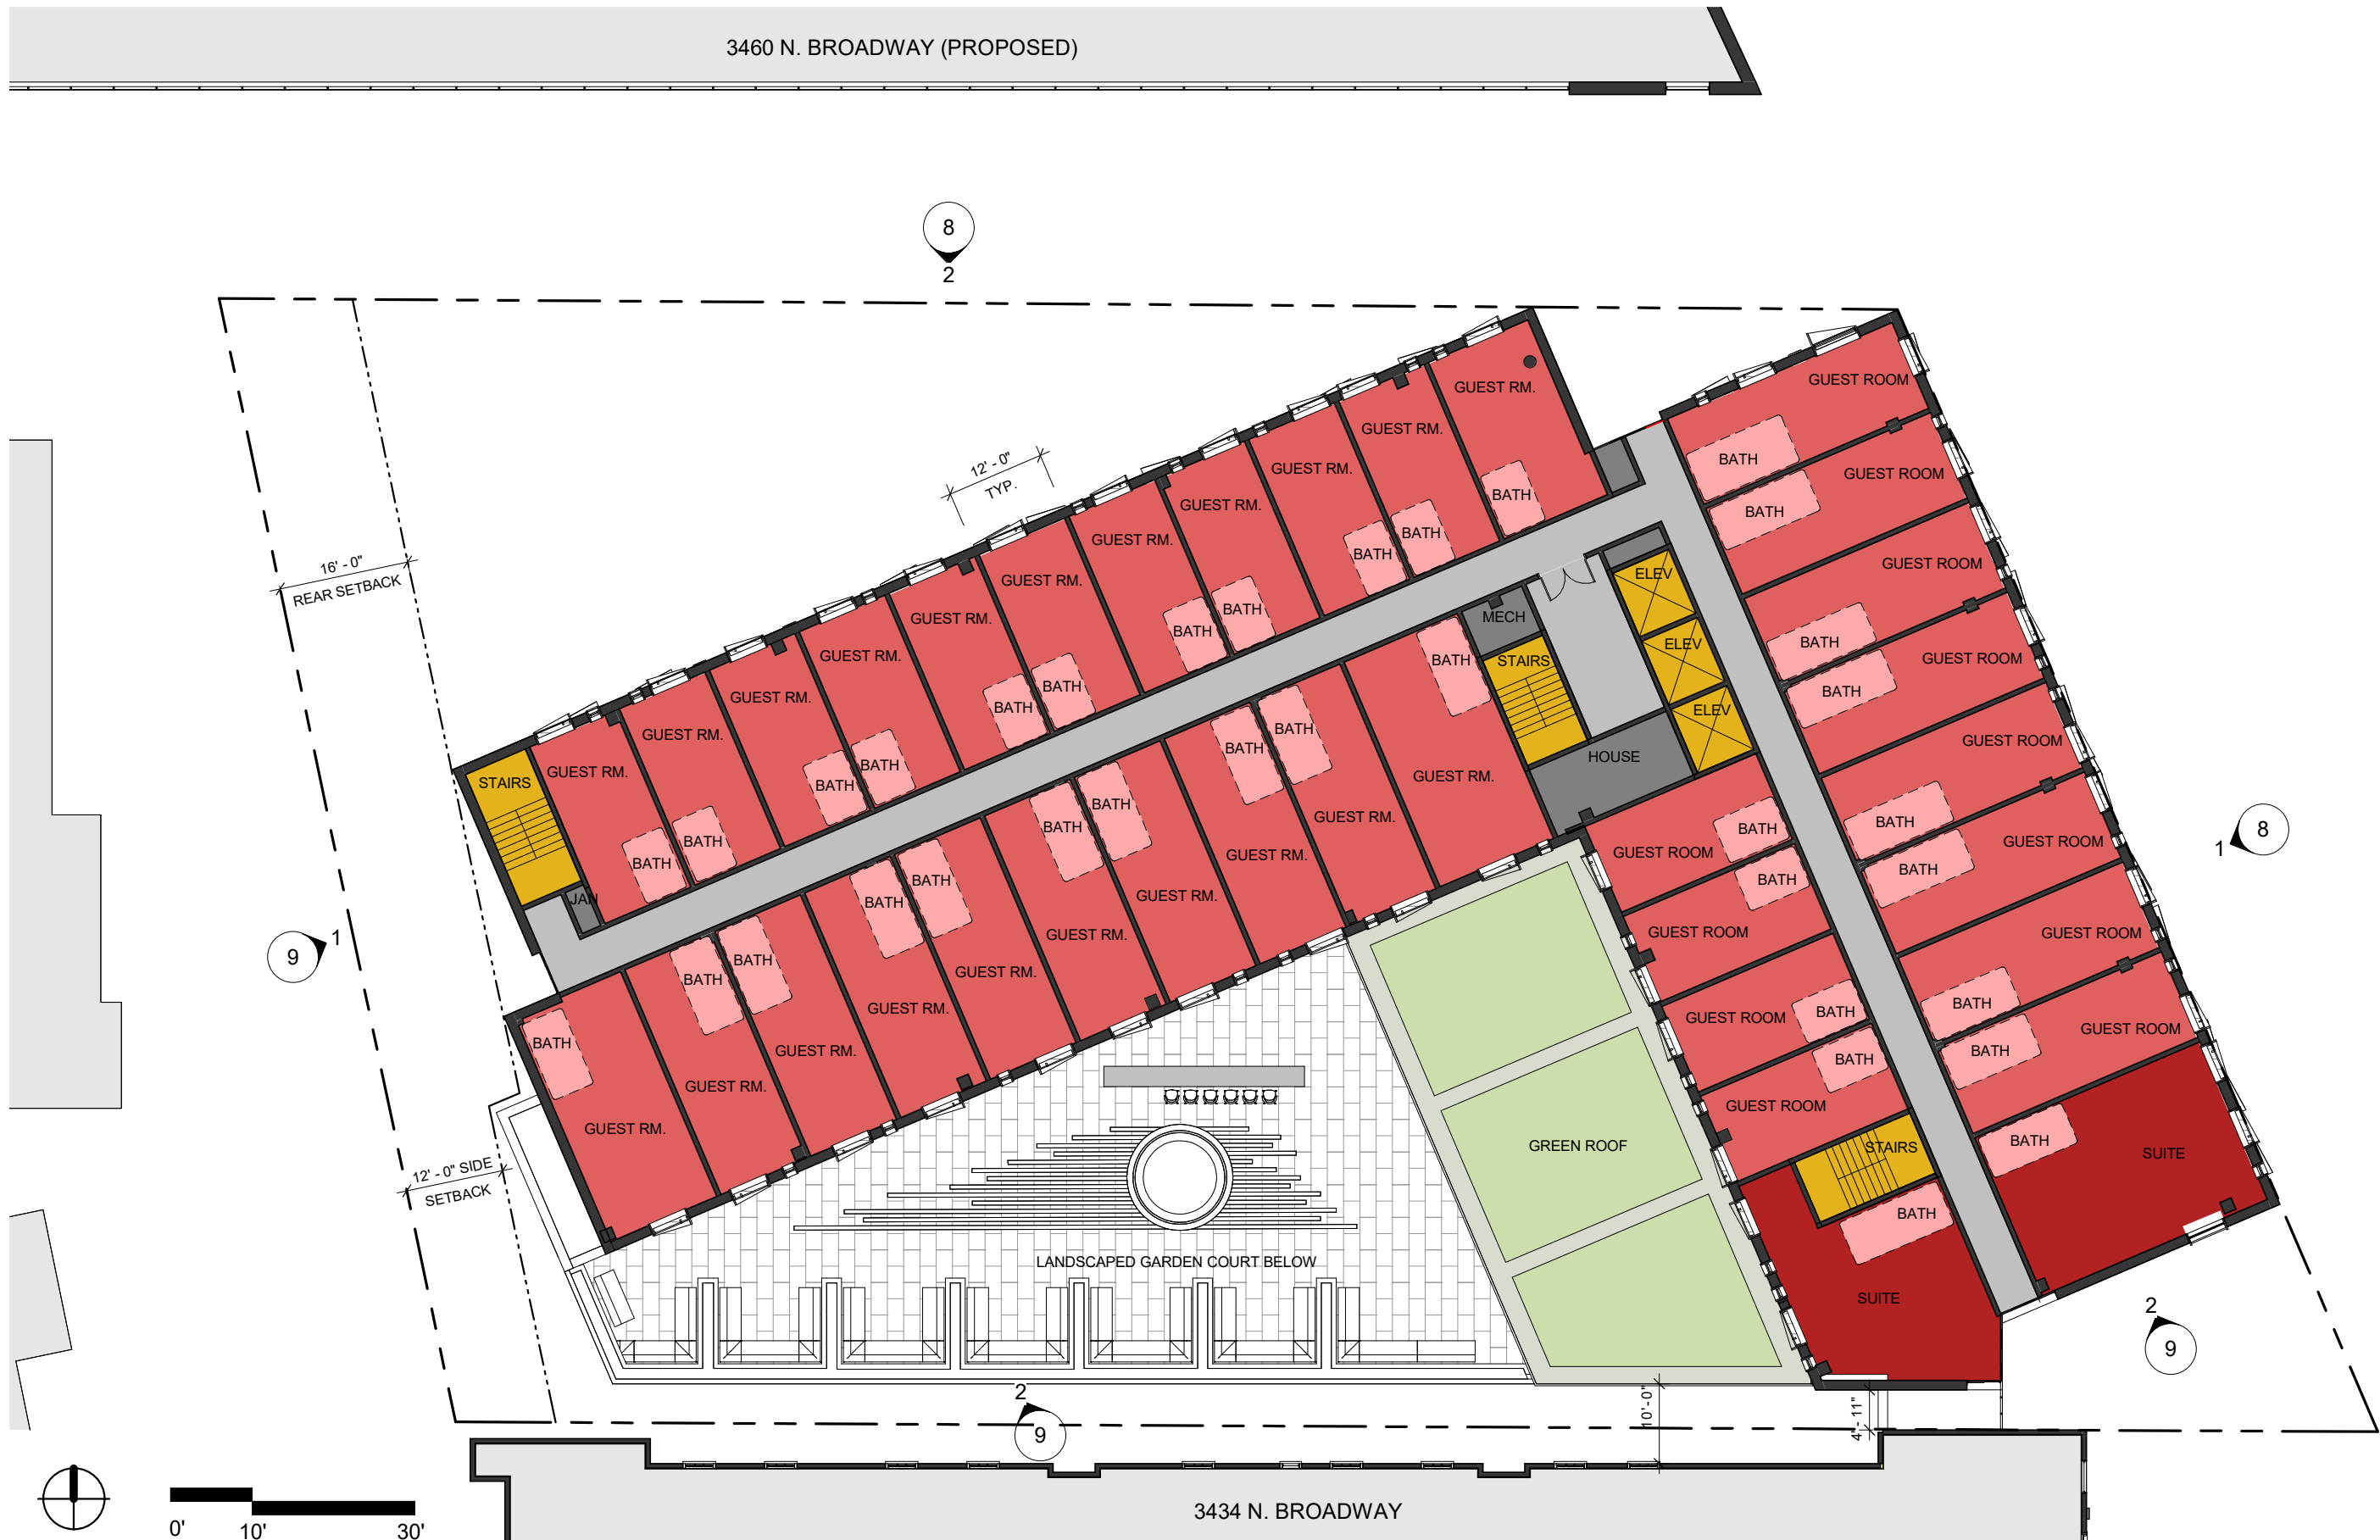 3460 N. BROADWAY (PROPOSED)
8
2
12' - 0"
TYP.
16' - 0"
REAR SETBACK
GUEST RM.
GUEST RM.
GUEST RM.
GUEST RM.
GUEST RM.
GUEST RM.
GUEST RM.
GUEST RM.
GUEST RM.
GUEST RM.
GUEST RM.
BATH
BATH
BATH
BATH
BATH
BATH
BATH
BATH
BATH
BATH
BATH
STAIRS
JAN
GUEST ROOM
GUEST ROOM
GUEST ROOM
GUEST ROOM
GUEST ROOM
GUEST ROOM
GUEST ROOM
GUEST ROOM
BATH
BATH
BATH
BATH
BATH
BATH
BATH
BATH
BATH
SUITE
ELEV
ELEV
ELEV
MECH
STAIRS
HOUSE
BATH
BATH
BATH
BATH
BATH
BATH
BATH
BATH
BATH
BATH
GUEST RM.
GUEST RM.
GUEST RM.
GUEST RM.
GUEST RM.
GUEST RM.
GUEST RM.
GUEST RM.
GUEST RM.
GUEST RM.
GUEST ROOM
GUEST ROOM
GUEST ROOM
GUEST ROOM
BATH
BATH
BATH
BATH
STAIRS
BATH
SUITE
1
8
9
1
12' - 0" SIDE
SETBACK
GREEN ROOF
LANDSCAPED GARDEN COURT BELOW
2
9
2
9
10' - 0"
4' - 11"
0'
10'
30'
3434 N. BROADWAY